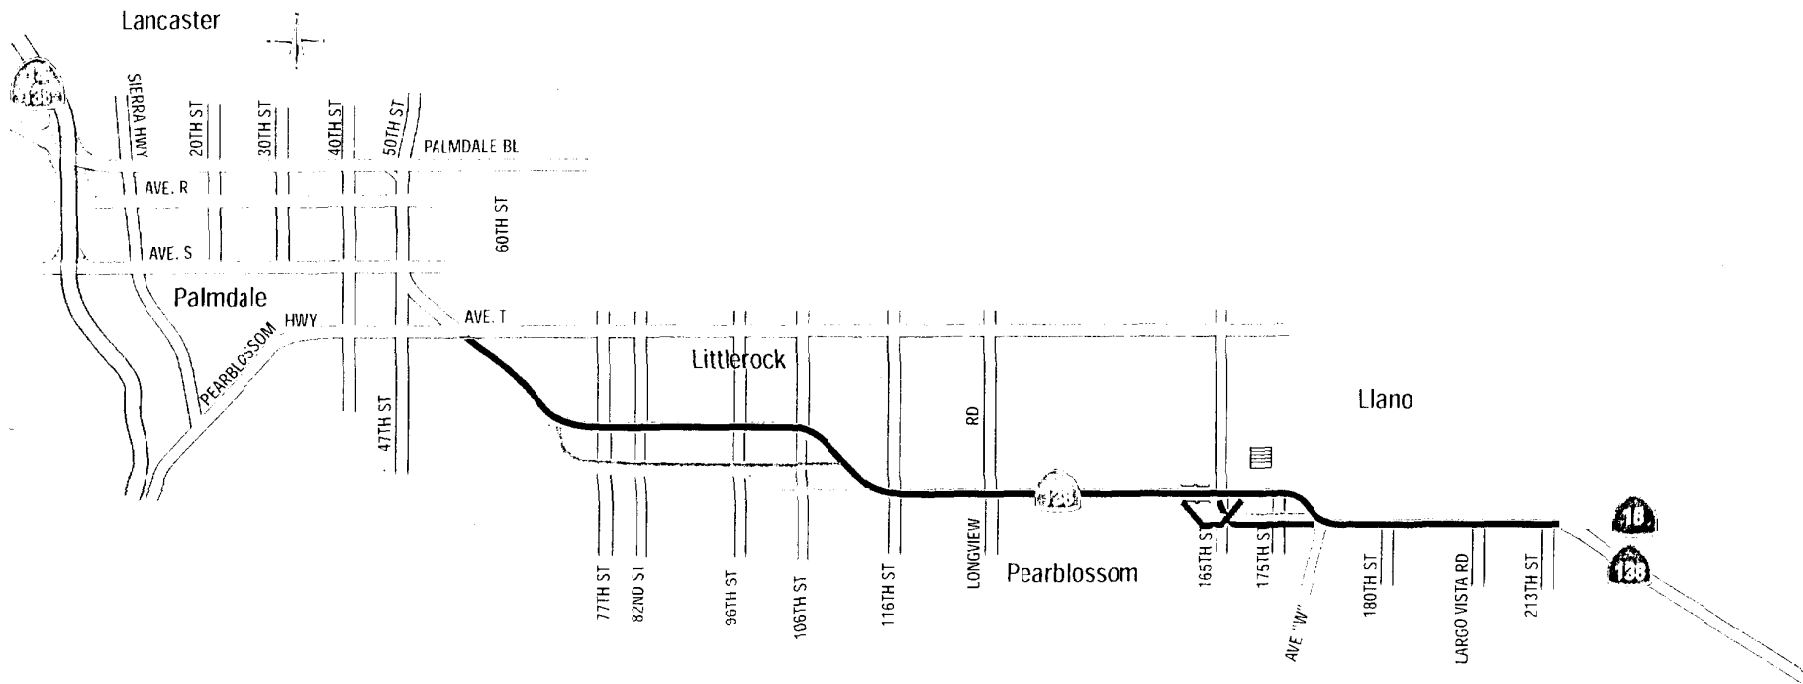 Lancaster
SIERRA HWY
20TH ST
30TH ST
40TH ST
50TH ST
PALMDALE BL
AVE. R
60TH ST
AVE. S
Palmdale
PEARBLOSSOM
HWY
AVE. T
Littlerock
47TH ST
RD
Llano
138
18
138
LONGVIEW
Pearblossom
165TH ST
175TH ST
77TH ST
82ND ST
96TH ST
106TH ST
116TH ST
AVE "W"
180TH ST
LARGO VISTA RD
213TH ST